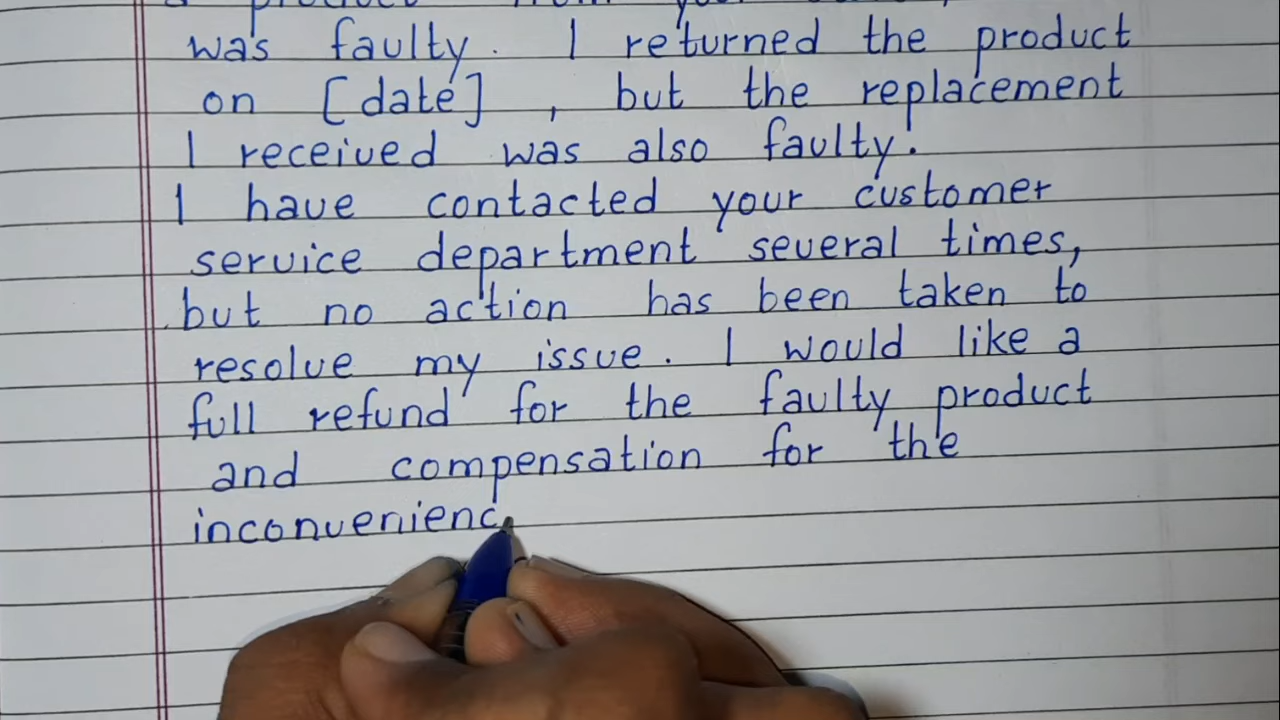 was faulty. I returned the product
on [date], but the replacement
I received was also faulty.
I have contacted your customer
service department several times,
but no action has been taken to
resolve my issue. I would like a
full refund for the faulty product
and compensation for the
inconvenienc